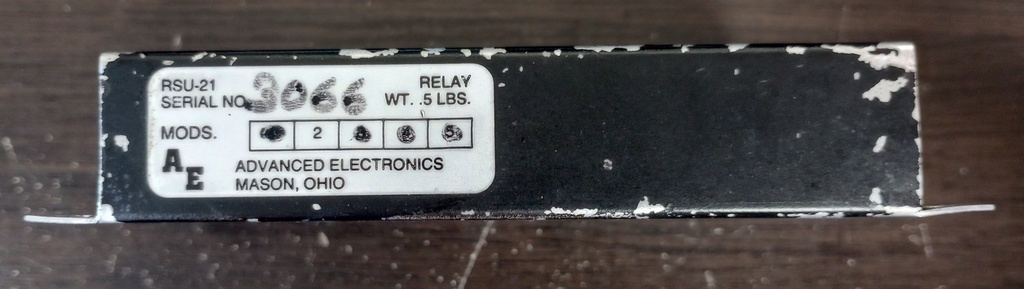 RSU-21 RELAY
SERIAL NO. 3066 WT. .5 LBS.
MODS. 2 5
AE ADVANCED ELECTRONICS
MASON, OHIO